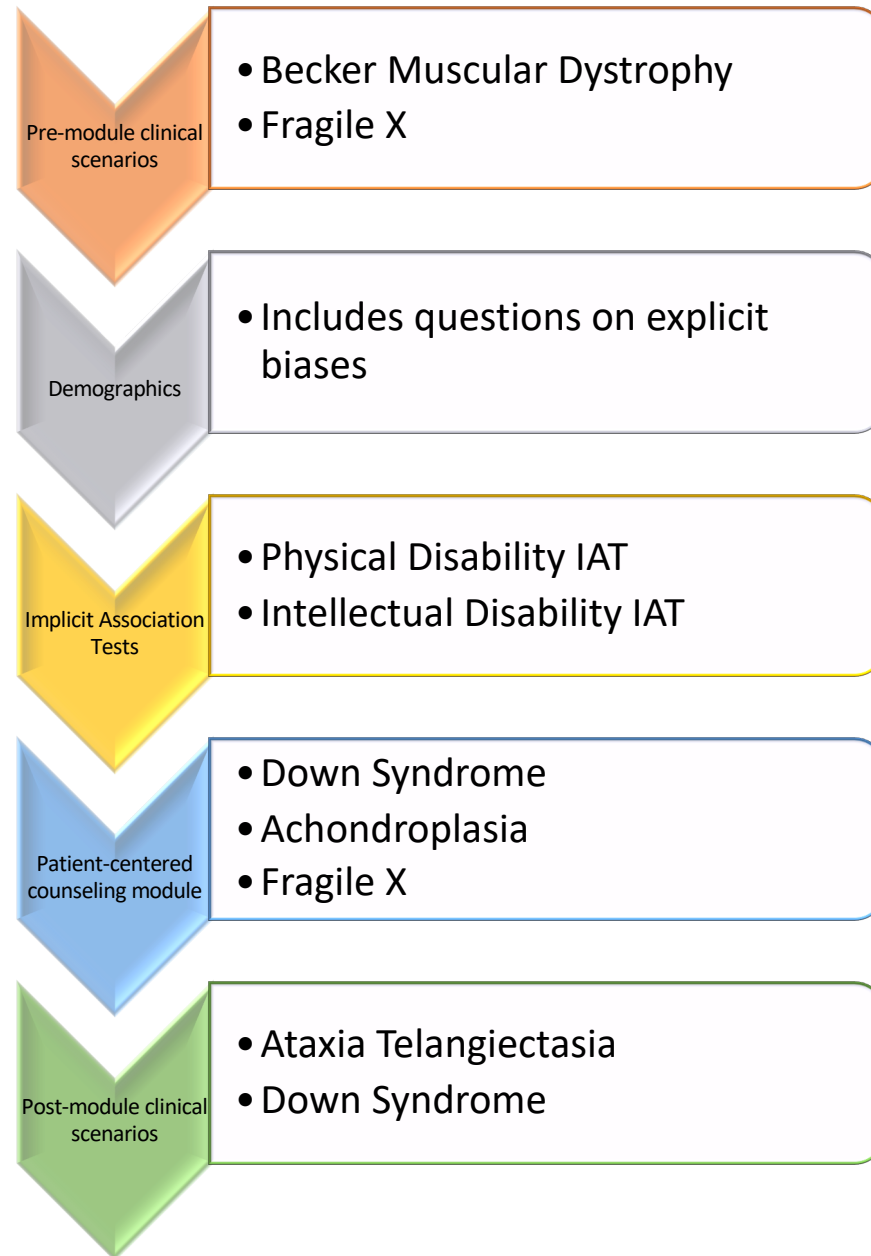 Pre-module clinical
scenarios
• Becker Muscular Dystrophy
• Fragile X
Demographics
• Includes questions on explicit
biases
Implicit Association
Tests
• Physical Disability IAT
• Intellectual Disability IAT
Patient-centered
counseling module
• Down Syndrome
• Achondroplasia
• Fragile X
Post-module clinical
scenarios
• Ataxia Telangiectasia
• Down Syndrome